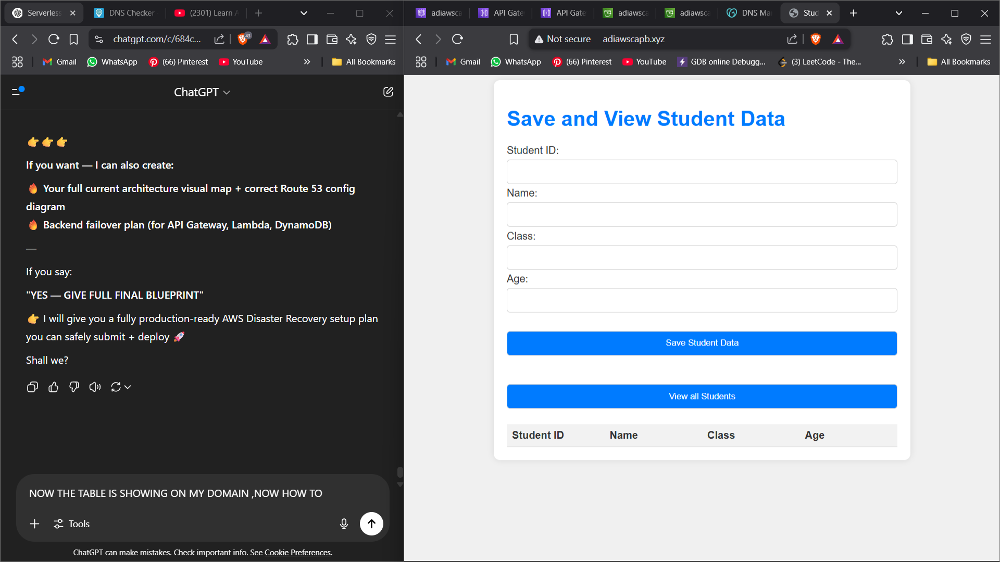 Serverless
DNS Checker
(2301) Learn A
chatgpt.com/c/684c...
43
Gmail
WhatsApp
(66) Pinterest
YouTube
»
All Bookmarks
ChatGPT
👉👉👉
If you want — I can also create:
🔥 Your full current architecture visual map + correct Route 53 config
diagram
🔥 Backend failover plan (for API Gateway, Lambda, DynamoDB)
—
If you say:
"YES — GIVE FULL FINAL BLUEPRINT"
👉 I will give you a fully production-ready AWS Disaster Recovery setup plan
you can safely submit + deploy 🚀
Shall we?
NOW THE TABLE IS SHOWING ON MY DOMAIN ,NOW HOW TO
Tools
ChatGPT can make mistakes. Check important info. See Cookie Preferences.
adiawsca
API Gate
API Gate
adiawsca
adiawsca
DNS Ma
Stud
Not secure
adiawscapb.xyz
Gmail
WhatsApp
(66) Pinterest
YouTube
GDB online Debugg...
(3) LeetCode - The...
»
All Bookmarks
Save and View Student Data
Student ID:
Name:
Class:
Age:
Save Student Data
View all Students
Student ID Name Class Age